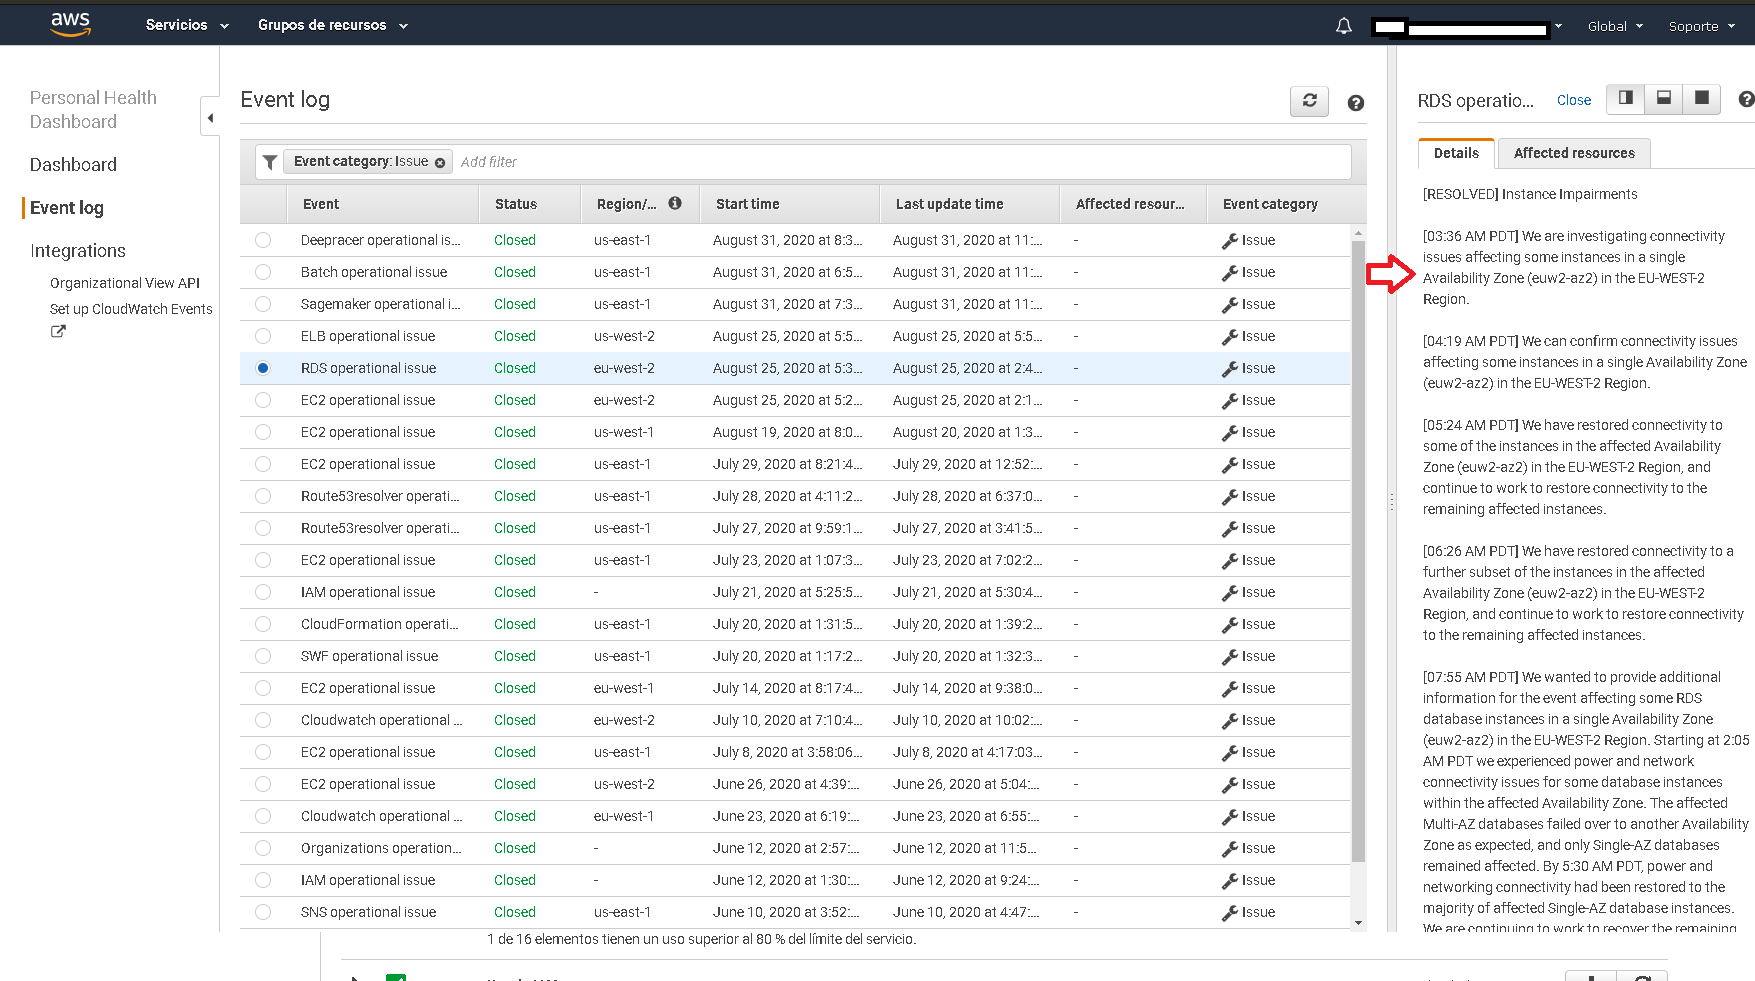 aws Servicios Grupos de recursos Global Soporte
Personal Health
Dashboard
Dashboard
Event log
Integrations
Organizational View API
Set up CloudWatch Events
Event log
Event category: Issue Add filter
Event Status Region/... Start time Last update time Affected resour... Event category
Deepracer operational is... Closed us-east-1 August 31, 2020 at 8:3... August 31, 2020 at 11:... - Issue
Batch operational issue Closed us-east-1 August 31, 2020 at 6:5... August 31, 2020 at 11:... - Issue
Sagemaker operational i... Closed us-east-1 August 31, 2020 at 7:3... August 31, 2020 at 11:... - Issue
ELB operational issue Closed us-west-2 August 25, 2020 at 5:5... August 25, 2020 at 5:5... - Issue
RDS operational issue Closed eu-west-2 August 25, 2020 at 5:3... August 25, 2020 at 2:4... - Issue
EC2 operational issue Closed eu-west-2 August 25, 2020 at 5:2... August 25, 2020 at 2:1... - Issue
EC2 operational issue Closed us-west-1 August 19, 2020 at 8:0... August 20, 2020 at 1:3... - Issue
EC2 operational issue Closed us-east-1 July 29, 2020 at 8:21:4... July 29, 2020 at 12:52:... - Issue
Route53resolver operati... Closed us-east-1 July 28, 2020 at 4:11:2... July 28, 2020 at 6:37:0... - Issue
Route53resolver operati... Closed us-east-1 July 27, 2020 at 9:59:1... July 27, 2020 at 3:41:5... - Issue
EC2 operational issue Closed us-east-1 July 23, 2020 at 1:07:3... July 23, 2020 at 7:02:2... - Issue
IAM operational issue Closed - July 21, 2020 at 5:25:5... July 21, 2020 at 5:30:4... - Issue
CloudFormation operati... Closed us-east-1 July 20, 2020 at 1:31:5... July 20, 2020 at 1:39:2... - Issue
SWF operational issue Closed us-east-1 July 20, 2020 at 1:17:2... July 20, 2020 at 1:32:3... - Issue
EC2 operational issue Closed eu-west-1 July 14, 2020 at 8:17:4... July 14, 2020 at 9:38:0... - Issue
Cloudwatch operational ... Closed eu-west-2 July 10, 2020 at 7:10:4... July 10, 2020 at 10:02:... - Issue
EC2 operational issue Closed us-east-1 July 8, 2020 at 3:58:06... July 8, 2020 at 4:17:03... - Issue
EC2 operational issue Closed us-west-2 June 26, 2020 at 4:39:... June 26, 2020 at 5:04:... - Issue
Cloudwatch operational ... Closed eu-west-1 June 23, 2020 at 6:19:... June 23, 2020 at 6:55:... - Issue
Organizations operation... Closed - June 12, 2020 at 2:57:... June 12, 2020 at 11:5... - Issue
IAM operational issue Closed - June 12, 2020 at 1:30:... June 12, 2020 at 9:24:... - Issue
SNS operational issue Closed us-east-1 June 10, 2020 at 3:52:... June 10, 2020 at 4:47:... - Issue
1 de 16 elementos tienen un uso superior al 80 % del límite del servicio.
RDS operatio... Close
Details Affected resources
[RESOLVED] Instance Impairments
[03:36 AM PDT] We are investigating connectivity
issues affecting some instances in a single
Availability Zone (euw2-az2) in the EU-WEST-2
Region.
[04:19 AM PDT] We can confirm connectivity issues
affecting some instances in a single Availability Zone
(euw2-az2) in the EU-WEST-2 Region.
[05:24 AM PDT] We have restored connectivity to
some of the instances in the affected Availability
Zone (euw2-az2) in the EU-WEST-2 Region, and
continue to work to restore connectivity to the
remaining affected instances.
[06:26 AM PDT] We have restored connectivity to a
further subset of the instances in the affected
Availability Zone (euw2-az2) in the EU-WEST-2
Region, and continue to work to restore connectivity
to the remaining affected instances.
[07:55 AM PDT] We wanted to provide additional
information for the event affecting some RDS
database instances in a single Availability Zone
(euw2-az2) in the EU-WEST-2 Region. Starting at 2:05
AM PDT we experienced power and network
connectivity issues for some database instances
within the affected Availability Zone. The affected
Multi-AZ databases failed over to another Availability
Zone as expected, and only Single-AZ databases
remained affected. By 5:30 AM PDT, power and
networking connectivity had been restored to the
majority of affected Single-AZ database instances.
We are continuing to work to recover the remaining